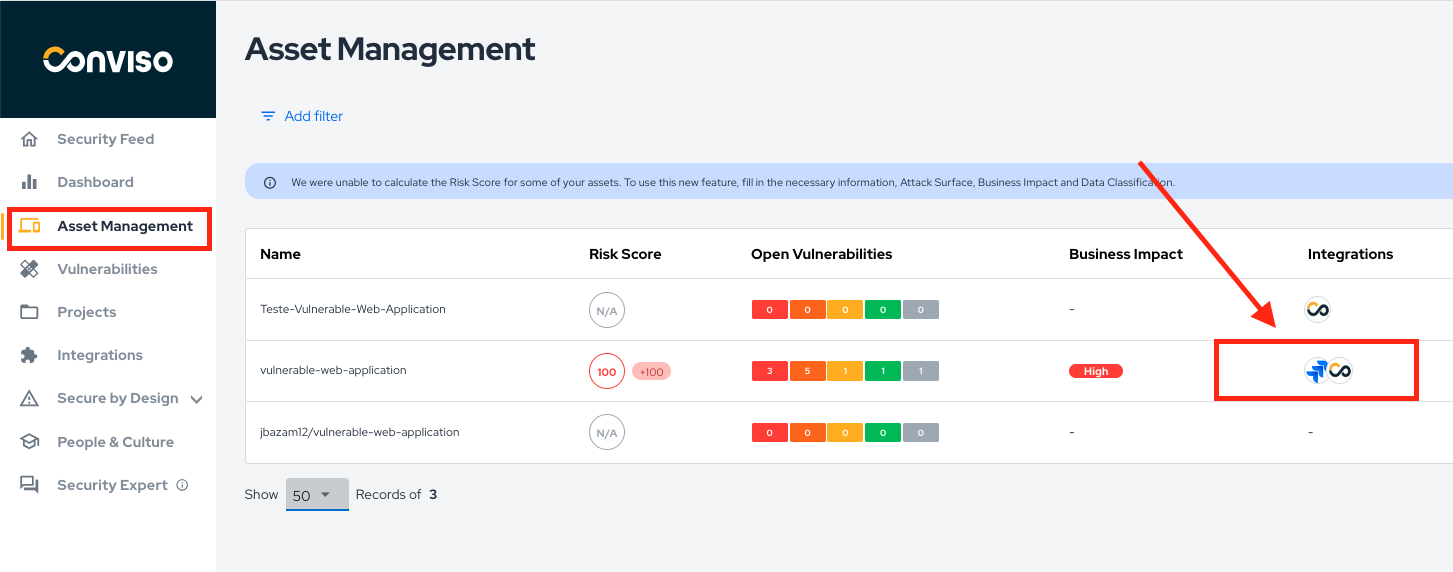 CONVISO
Asset Management
Add filter
Security Feed
Dashboard
Asset Management
Vulnerabilities
Projects
Integrations
Secure by Design
People & Culture
Security Expert
We were unable to calculate the Risk Score for some of your assets. To use this new feature, fill in the necessary information, Attack Surface, Business Impact and Data Classification.
Name Risk Score Open Vulnerabilities Business Impact Integrations
Teste-Vulnerable-Web-Application N/A 0 0 0 0 0 -
vulnerable-web-application 100 +100 3 5 1 1 1 High
jbazam12/vulnerable-web-application N/A 0 0 0 0 0 - -
Show 50 Records of 3